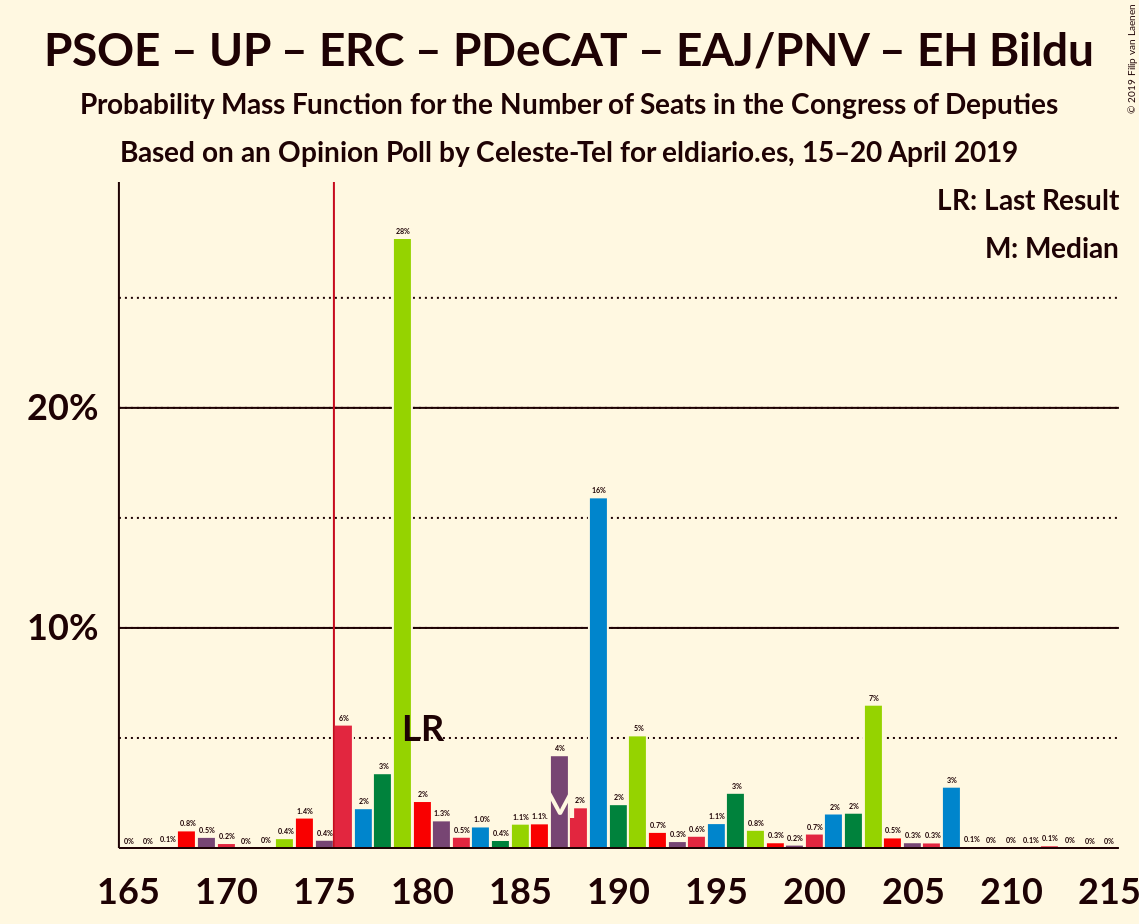 PSOE – UP – ERC – PDeCAT – EAJ/PNV – EH Bildu
Probability Mass Function for the Number of Seats in the Congress of Deputies
Based on an Opinion Poll by Celeste-Tel for eldiario.es, 15–20 April 2019
© 2019 Filip van Laenen
LR: Last Result
M: Median
20%
10%
0% 0% 0.1% 0.8% 0.5% 0.2% 0% 0% 0.4% 1.4% 0.4% 6% 2% 3% 28% 2% 1.3% 0.5% 1.0% 0.4% 1.1% 1.1% 4% 2% 16% 2% 5% 0.7% 0.3% 0.6% 1.1% 3% 0.8% 0.3% 0.2% 0.7% 2% 2% 7% 0.5% 0.3% 0.3% 3% 0.1% 0% 0% 0.1% 0.1% 0% 0% 0%
LR
M
165 170 175 180 185 190 195 200 205 210 215